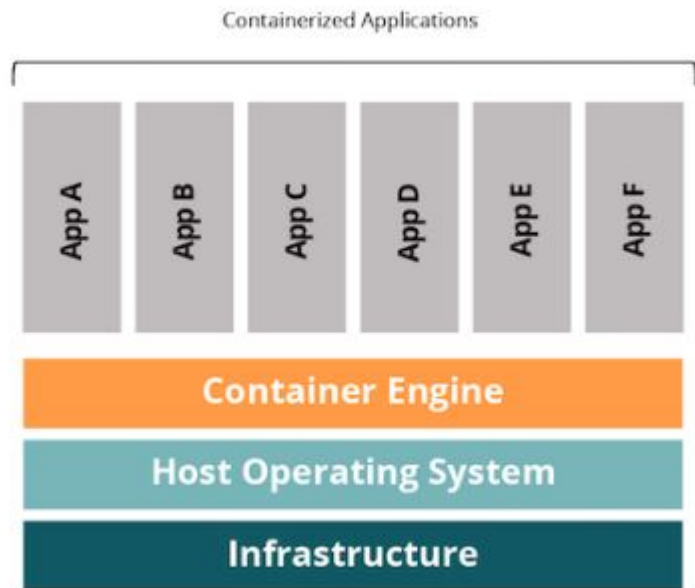 Containerized Applications
App A
App B
App C
App D
App E
App F
Container Engine
Host Operating System
Infrastructure